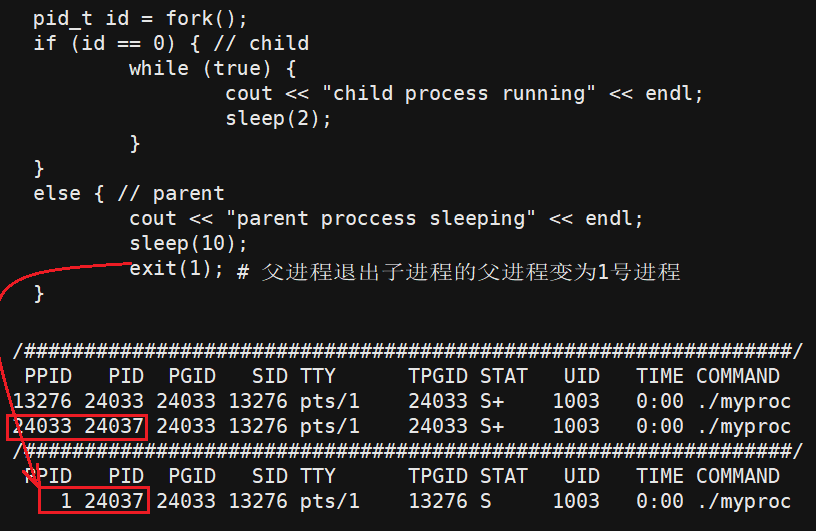 pid_t id = fork();
if (id == 0) { // child
while (true) {
cout << "child process running" << endl;
sleep(2);
}
}
else { // parent
cout << "parent proccess sleeping" << endl;
sleep(10);
exit(1); # 父进程退出子进程的父进程变为1号进程
}
/###############################################################/
PPID PID PGID SID TTY TPGID STAT UID TIME COMMAND
13276 24033 24033 13276 pts/1 24033 S+ 1003 0:00 ./myproc
24033 24037 24033 13276 pts/1 24033 S+ 1003 0:00 ./myproc
/###############################################################/
PPID PID PGID SID TTY TPGID STAT UID TIME COMMAND
1 24037 24033 13276 pts/1 13276 S 1003 0:00 ./myproc